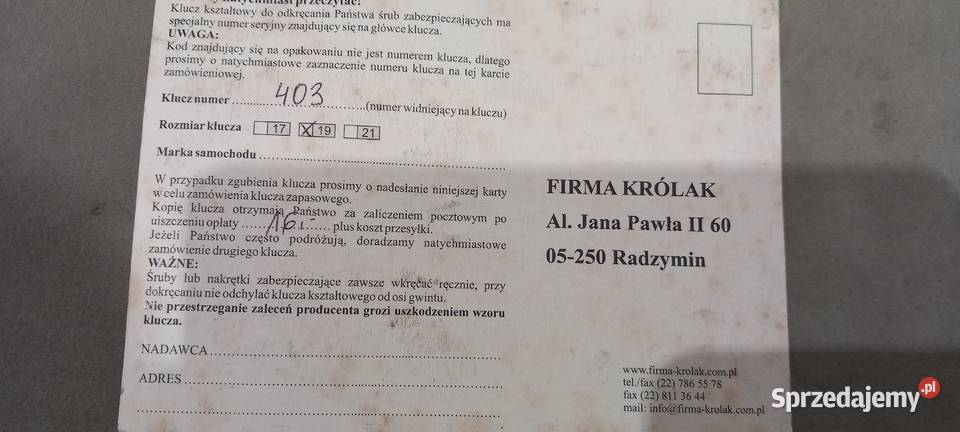 natychmiast przeczytać!
Klucz kształtowy do odkręcania Państwa śrub zabezpieczających ma
specjalny numer seryjny znajdujący się na główce klucza.
UWAGA:
Kod znajdujący się na opakowaniu nie jest numerem klucza, dlatego
prosimy o natychmiastowe zaznaczenie numeru klucza na tej karcie
zamówieniowej.
Klucz numer ........403............(numer widniejący na kluczu)
Rozmiar klucza 17 X 19 21
Marka samochodu ................................................
W przypadku zgubienia klucza prosimy o nadesłanie niniejszej karty
w celu zamówienia klucza zapasowego.
Kopię klucza otrzymają Państwo za zaliczeniem pocztowym po
uiszczeniu opłaty ......16.-...... plus koszt przesyłki.
Jeżeli Państwo często podróżują, doradzamy natychmiastowe
zamówienie drugiego klucza.
WAŻNE:
Śruby lub nakrętki zabezpieczające zawsze wkręcać ręcznie, przy
dokręcaniu nie odchylać klucza kształtowego od osi gwintu.
Nie przestrzeganie zaleceń producenta grozi uszkodzeniem wzoru
klucza.
NADAWCA ................................................
ADRES ................................................
................................................
FIRMA KRÓLAK
Al. Jana Pawła II 60
05-250 Radzymin
www.firma-krolak.com.pl
tel./fax (22) 786 55 78
fax (22) 811 36 44
mail: info@firma-krolak.com.pl
Sprzedajemy.pl